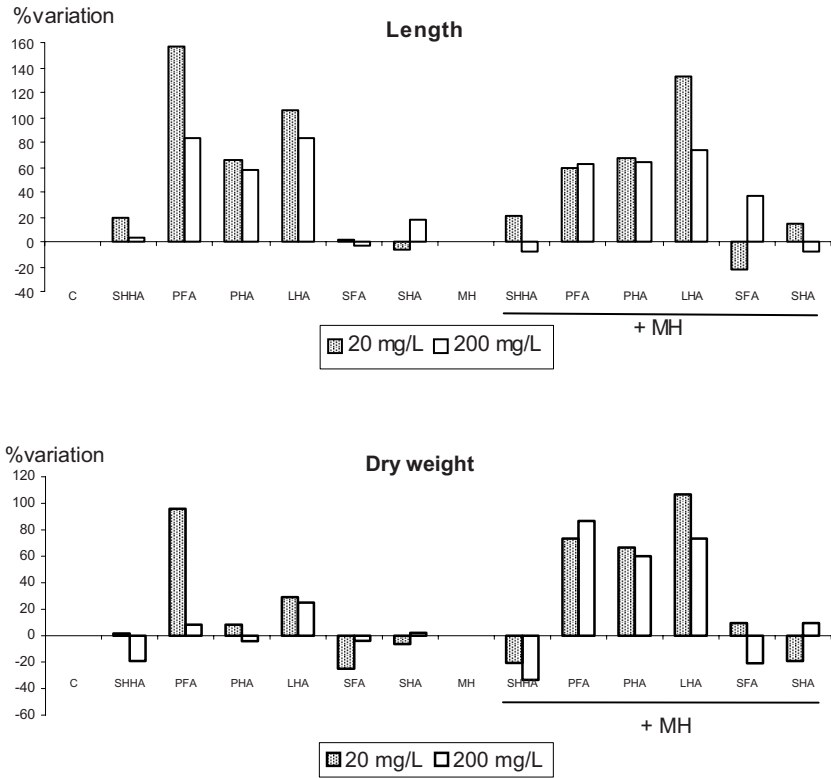 %variation
Length
160
140
120
100
80
60
40
20
0
-20
-40
C SHHA PFA PHA LHA SFA SHA MH SHHA PFA PHA LHA SFA SHA
+ MH
20 mg/L 200 mg/L
%variation
Dry weight
120
100
80
60
40
20
0
-20
-40
-60
C SHHA PFA PHA LHA SFA SHA MH SHHA PFA PHA LHA SFA SHA
+ MH
20 mg/L 200 mg/L